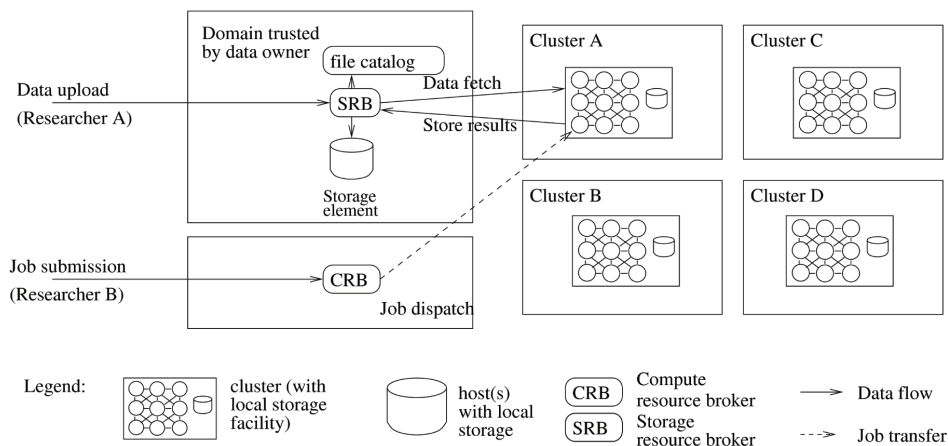 Domain trusted
by data owner
file catalog
Data upload
(Researcher A)
SRB
Data fetch
Store results
Storage
element
Job submission
(Researcher B)
CRB
Job dispatch
Cluster A
Cluster C
Cluster B
Cluster D
Legend:
cluster (with
local storage
facility)
host(s)
with local
storage
CRB
Compute
resource broker
SRB
Storage
resource broker
Data flow
Job transfer